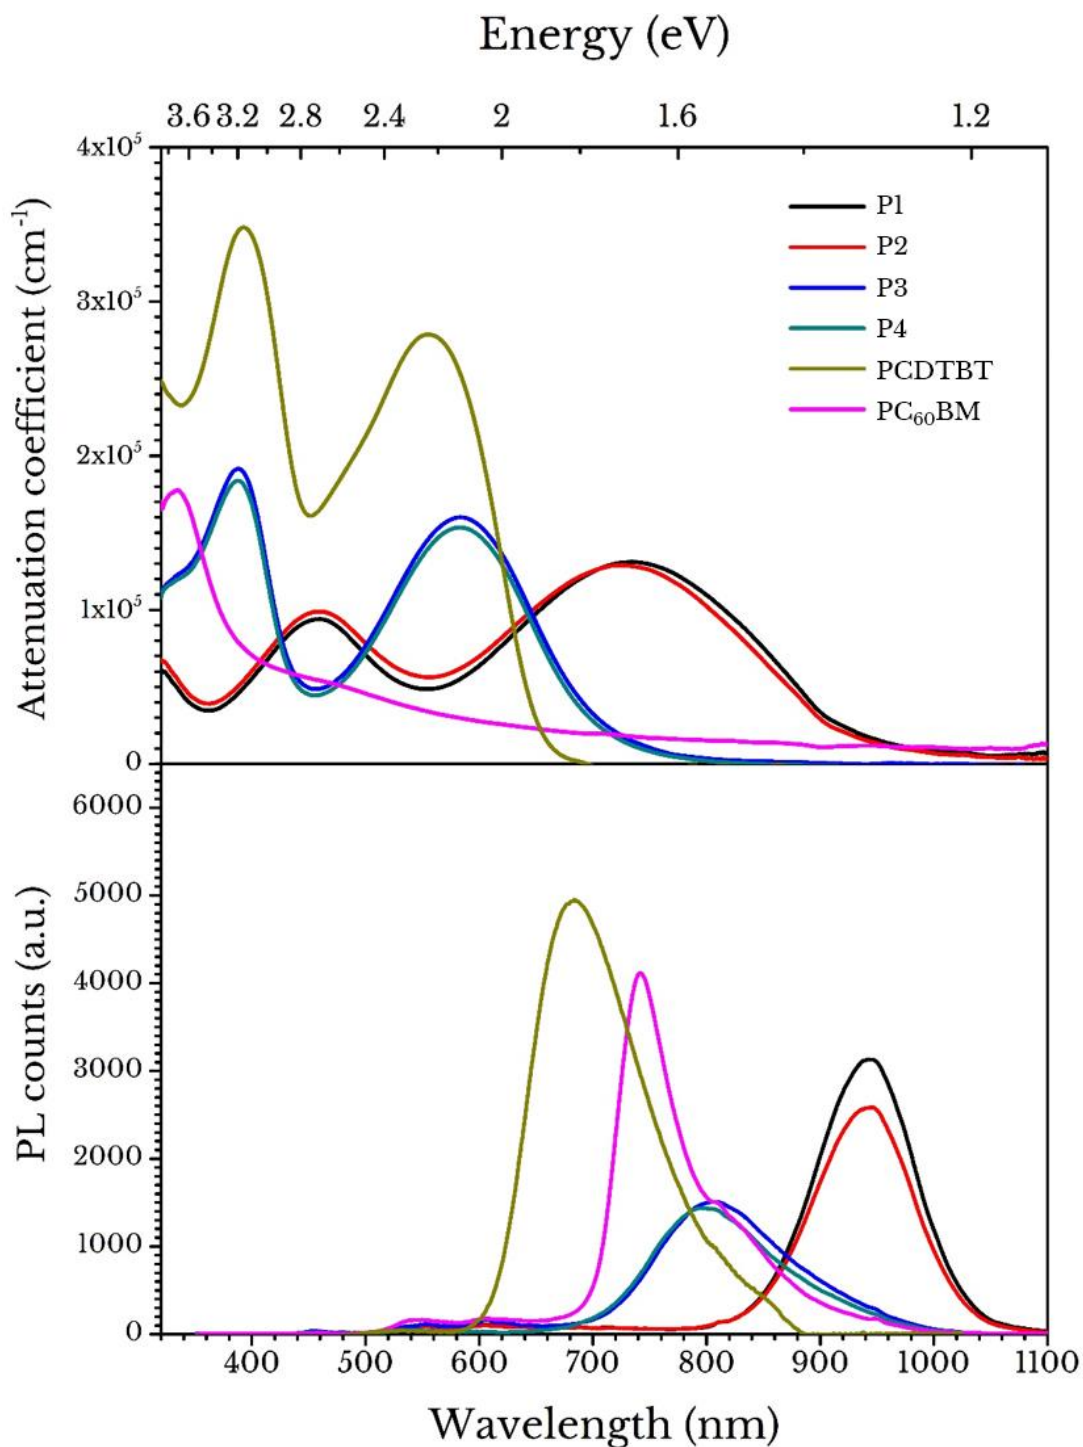 Energy (eV)
3.6 3.2 2.8 2.4 2 1.6 1.2
4x10⁵
3x10⁵
2x10⁵
1x10⁵
0
Attenuation coefficient (cm⁻¹)
P1
P2
P3
P4
PCDTBT
PC₆₀BM
6000
5000
4000
3000
2000
1000
0
PL counts (a.u.)
400 500 600 700 800 900 1000 1100
Wavelength (nm)